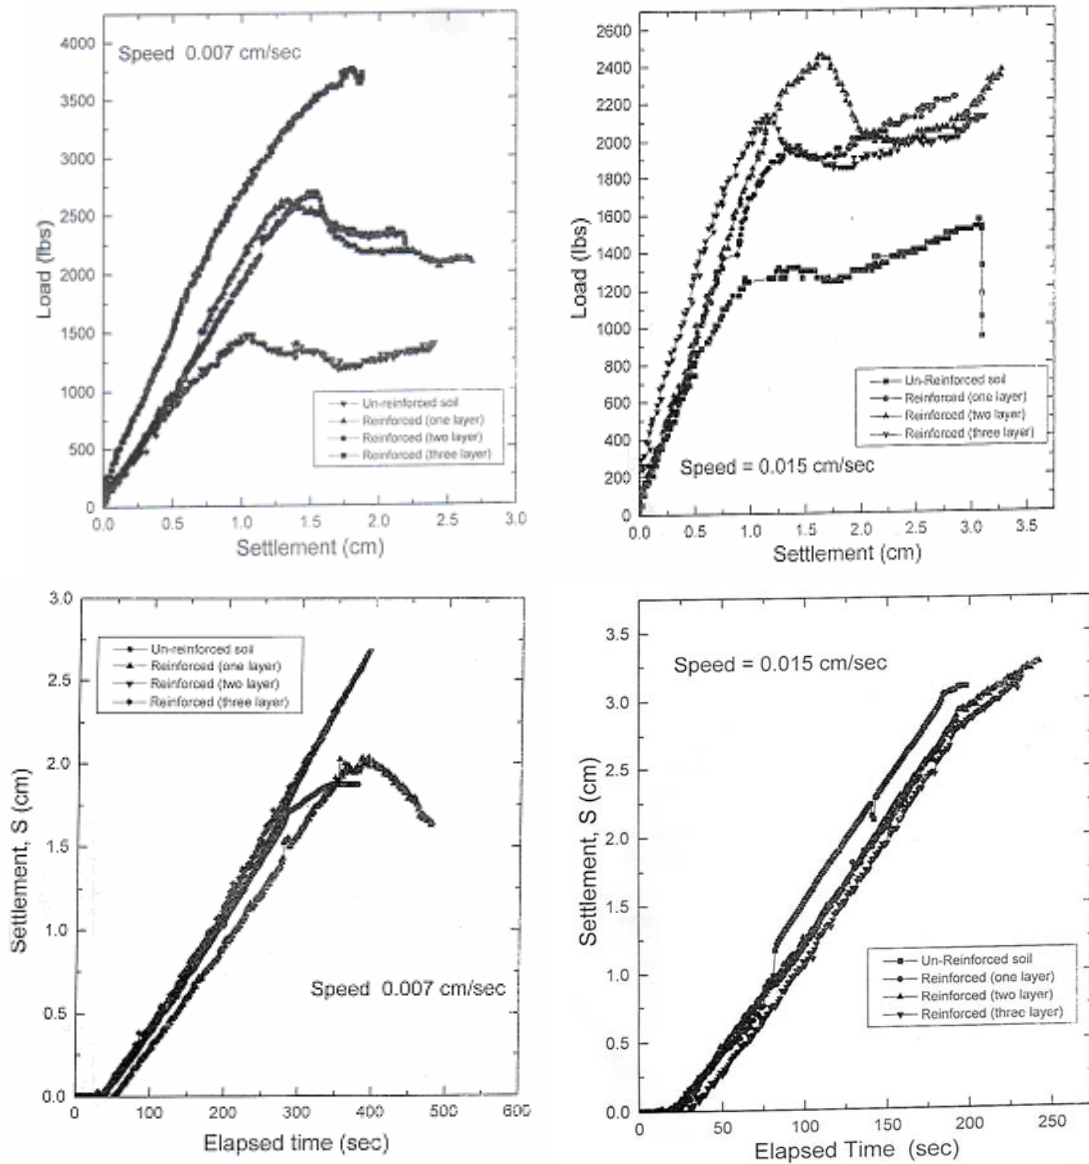 Speed 0.007 cm/sec
4000
3500
3000
2500
2000
1500
1000
500
0
Load (lbs)
0.0 0.5 1.0 1.5 2.0 2.5 3.0
Settlement (cm)
Un-reinforced soil
Reinforced (one layer)
Reinforced (two layer)
Reinforced (three layer)
2600
2400
2200
2000
1800
1600
1400
1200
1000
800
600
400
200
0
Load (lbs)
0.0 0.5 1.0 1.5 2.0 2.5 3.0 3.5
Settlement (cm)
Un-Reinforced soil
Reinforced (one layer)
Reinforced (two layer)
Reinforced (three layer)
Speed = 0.015 cm/sec
3.0
2.5
2.0
1.5
1.0
0.5
0.0
Settlement, S (cm)
Un-reinforced soil
Reinforced (one layer)
Reinforced (two layer)
Reinforced (three layer)
Speed 0.007 cm/sec
0 100 200 300 400 500 600
Elapsed time (sec)
3.5
3.0
2.5
2.0
1.5
1.0
0.5
0.0
Settlement, S (cm)
Speed = 0.015 cm/sec
Un-Reinforced soil
Reinforced (one layer)
Reinforced (two layer)
Reinforced (three layer)
0 50 100 150 200 250
Elapsed Time (sec)